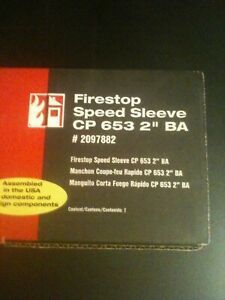 Firestop
Speed Sleeve
CP 653 2" BA
# 2097882
Firestop Speed Sleeve CP 653 2" BA
Manchon Coupe-feu Rapide CP 653 2" BA
Manguito Corta Fuego Rápido CP 653 2" BA
Assembled
in the USA
domestic and
ign components
Content/Contenu/Contenido: 1